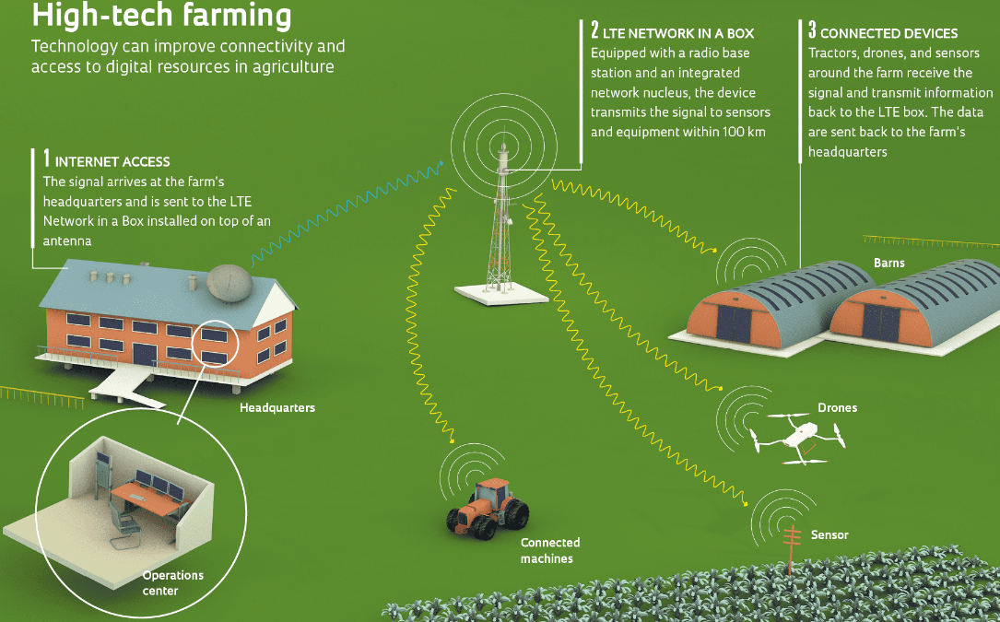 High-tech farming
Technology can improve connectivity and
access to digital resources in agriculture
1 INTERNET ACCESS
The signal arrives at the farm's
headquarters and is sent to the LTE
Network in a Box installed on top of an
antenna
2 LTE NETWORK IN A BOX
Equipped with a radio base
station and an integrated
network nucleus, the device
transmits the signal to sensors
and equipment within 100 km
3 CONNECTED DEVICES
Tractors, drones, and sensors
around the farm receive the
signal and transmit information
back to the LTE box. The data
are sent back to the farm's
headquarters
Barns
Headquarters
Drones
Operations
center
Connected
machines
Sensor